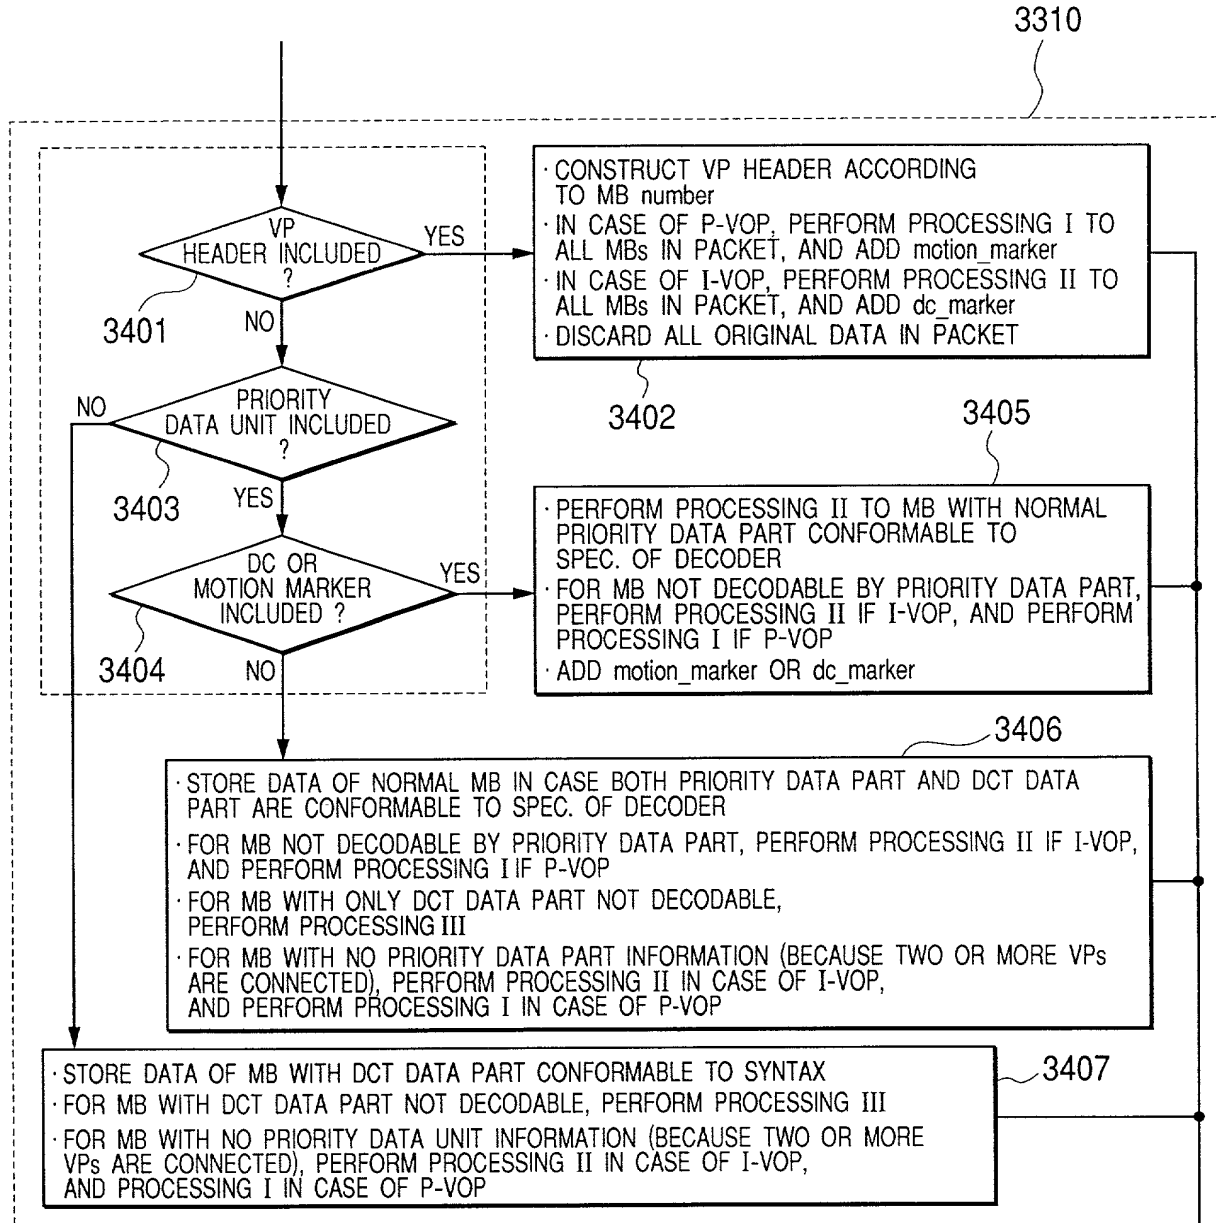 3310
VP
HEADER INCLUDED
?
YES
3401
NO
· CONSTRUCT VP HEADER ACCORDING
TO MB number
· IN CASE OF P-VOP, PERFORM PROCESSING I TO
ALL MBs IN PACKET, AND ADD motion_marker
· IN CASE OF I-VOP, PERFORM PROCESSING II TO
ALL MBs IN PACKET, AND ADD dc_marker
· DISCARD ALL ORIGINAL DATA IN PACKET
3402
NO
PRIORITY
DATA UNIT INCLUDED
?
3403
YES
3405
DC OR
MOTION MARKER
INCLUDED ?
YES
3404
NO
· PERFORM PROCESSING II TO MB WITH NORMAL
PRIORITY DATA PART CONFORMABLE TO
SPEC. OF DECODER
· FOR MB NOT DECODABLE BY PRIORITY DATA PART,
PERFORM PROCESSING II IF I-VOP, AND PERFORM
PROCESSING I IF P-VOP
· ADD motion_marker OR dc_marker
3406
· STORE DATA OF NORMAL MB IN CASE BOTH PRIORITY DATA PART AND DCT DATA
PART ARE CONFORMABLE TO SPEC. OF DECODER
· FOR MB NOT DECODABLE BY PRIORITY DATA PART, PERFORM PROCESSING II IF I-VOP,
AND PERFORM PROCESSING I IF P-VOP
· FOR MB WITH ONLY DCT DATA PART NOT DECODABLE,
PERFORM PROCESSING III
· FOR MB WITH NO PRIORITY DATA PART INFORMATION (BECAUSE TWO OR MORE VPs
ARE CONNECTED), PERFORM PROCESSING II IN CASE OF I-VOP,
AND PERFORM PROCESSING I IN CASE OF P-VOP
3407
· STORE DATA OF MB WITH DCT DATA PART CONFORMABLE TO SYNTAX
· FOR MB WITH DCT DATA PART NOT DECODABLE, PERFORM PROCESSING III
· FOR MB WITH NO PRIORITY DATA UNIT INFORMATION (BECAUSE TWO OR MORE
VPs ARE CONNECTED), PERFORM PROCESSING II IN CASE OF I-VOP,
AND PROCESSING I IN CASE OF P-VOP